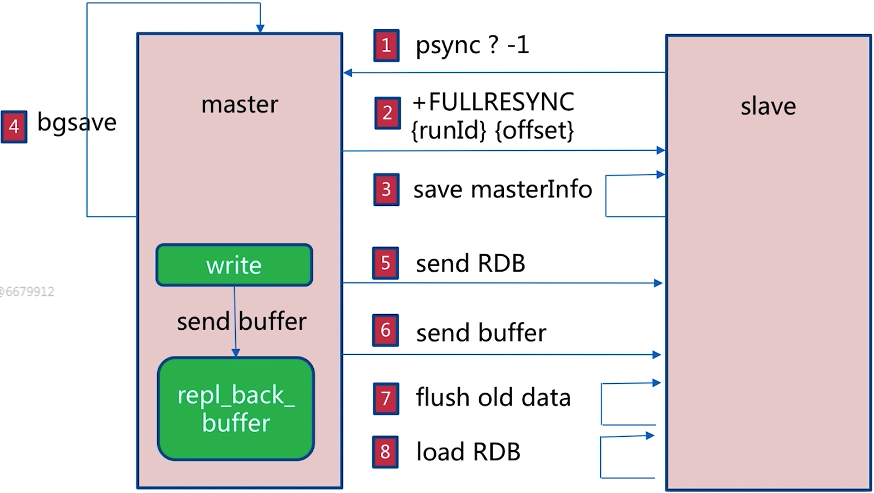 1 psync ? -1
master
slave
2 +FULLRESYNC
{runId} {offset}
4 bgsave
3 save masterInfo
write
5 send RDB
@6679912
send buffer
6 send buffer
repl_back_
buffer
7 flush old data
8 load RDB